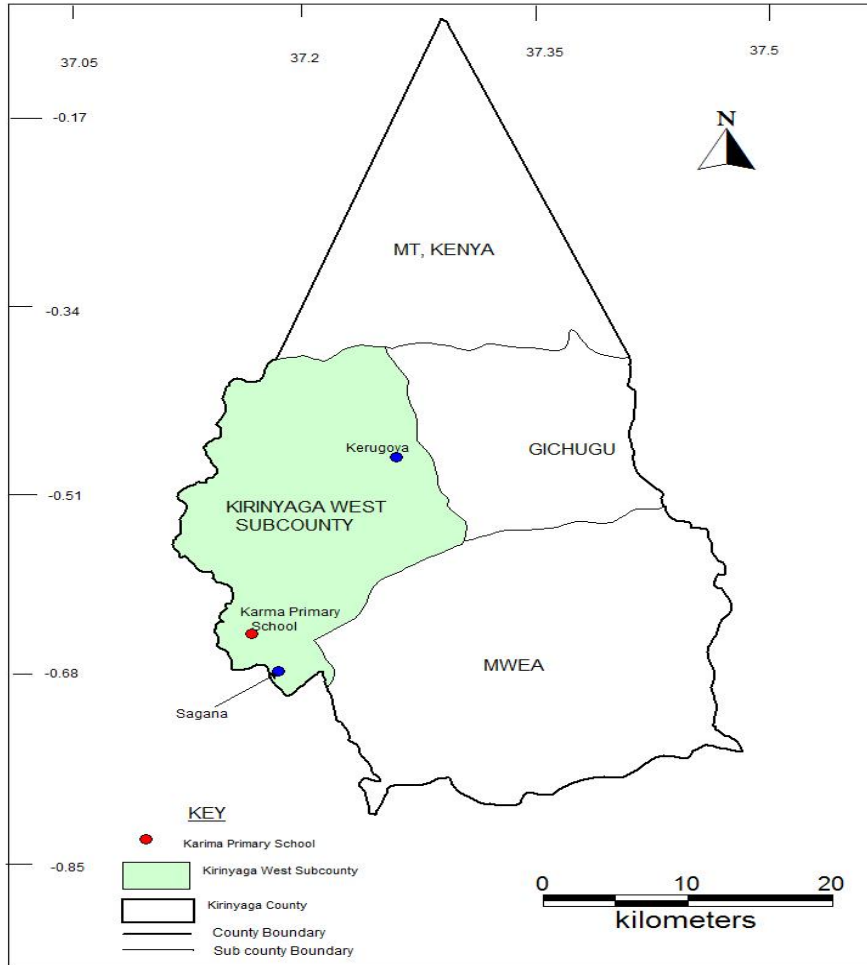 37.05
37.2
37.35
37.5
-0.17
N
MT, KENYA
-0.34
Kerugoya
GICHUGU
-0.51
KIRINYAGA WEST
SUBCOUNTY
Karma Primary
School
-0.68
MWEA
Sagana
KEY
Karima Primary School
-0.85
Kirinyaga West Subcounty
0 10 20
kilometers
Kirinyaga County
County Boundary
Sub county Boundary